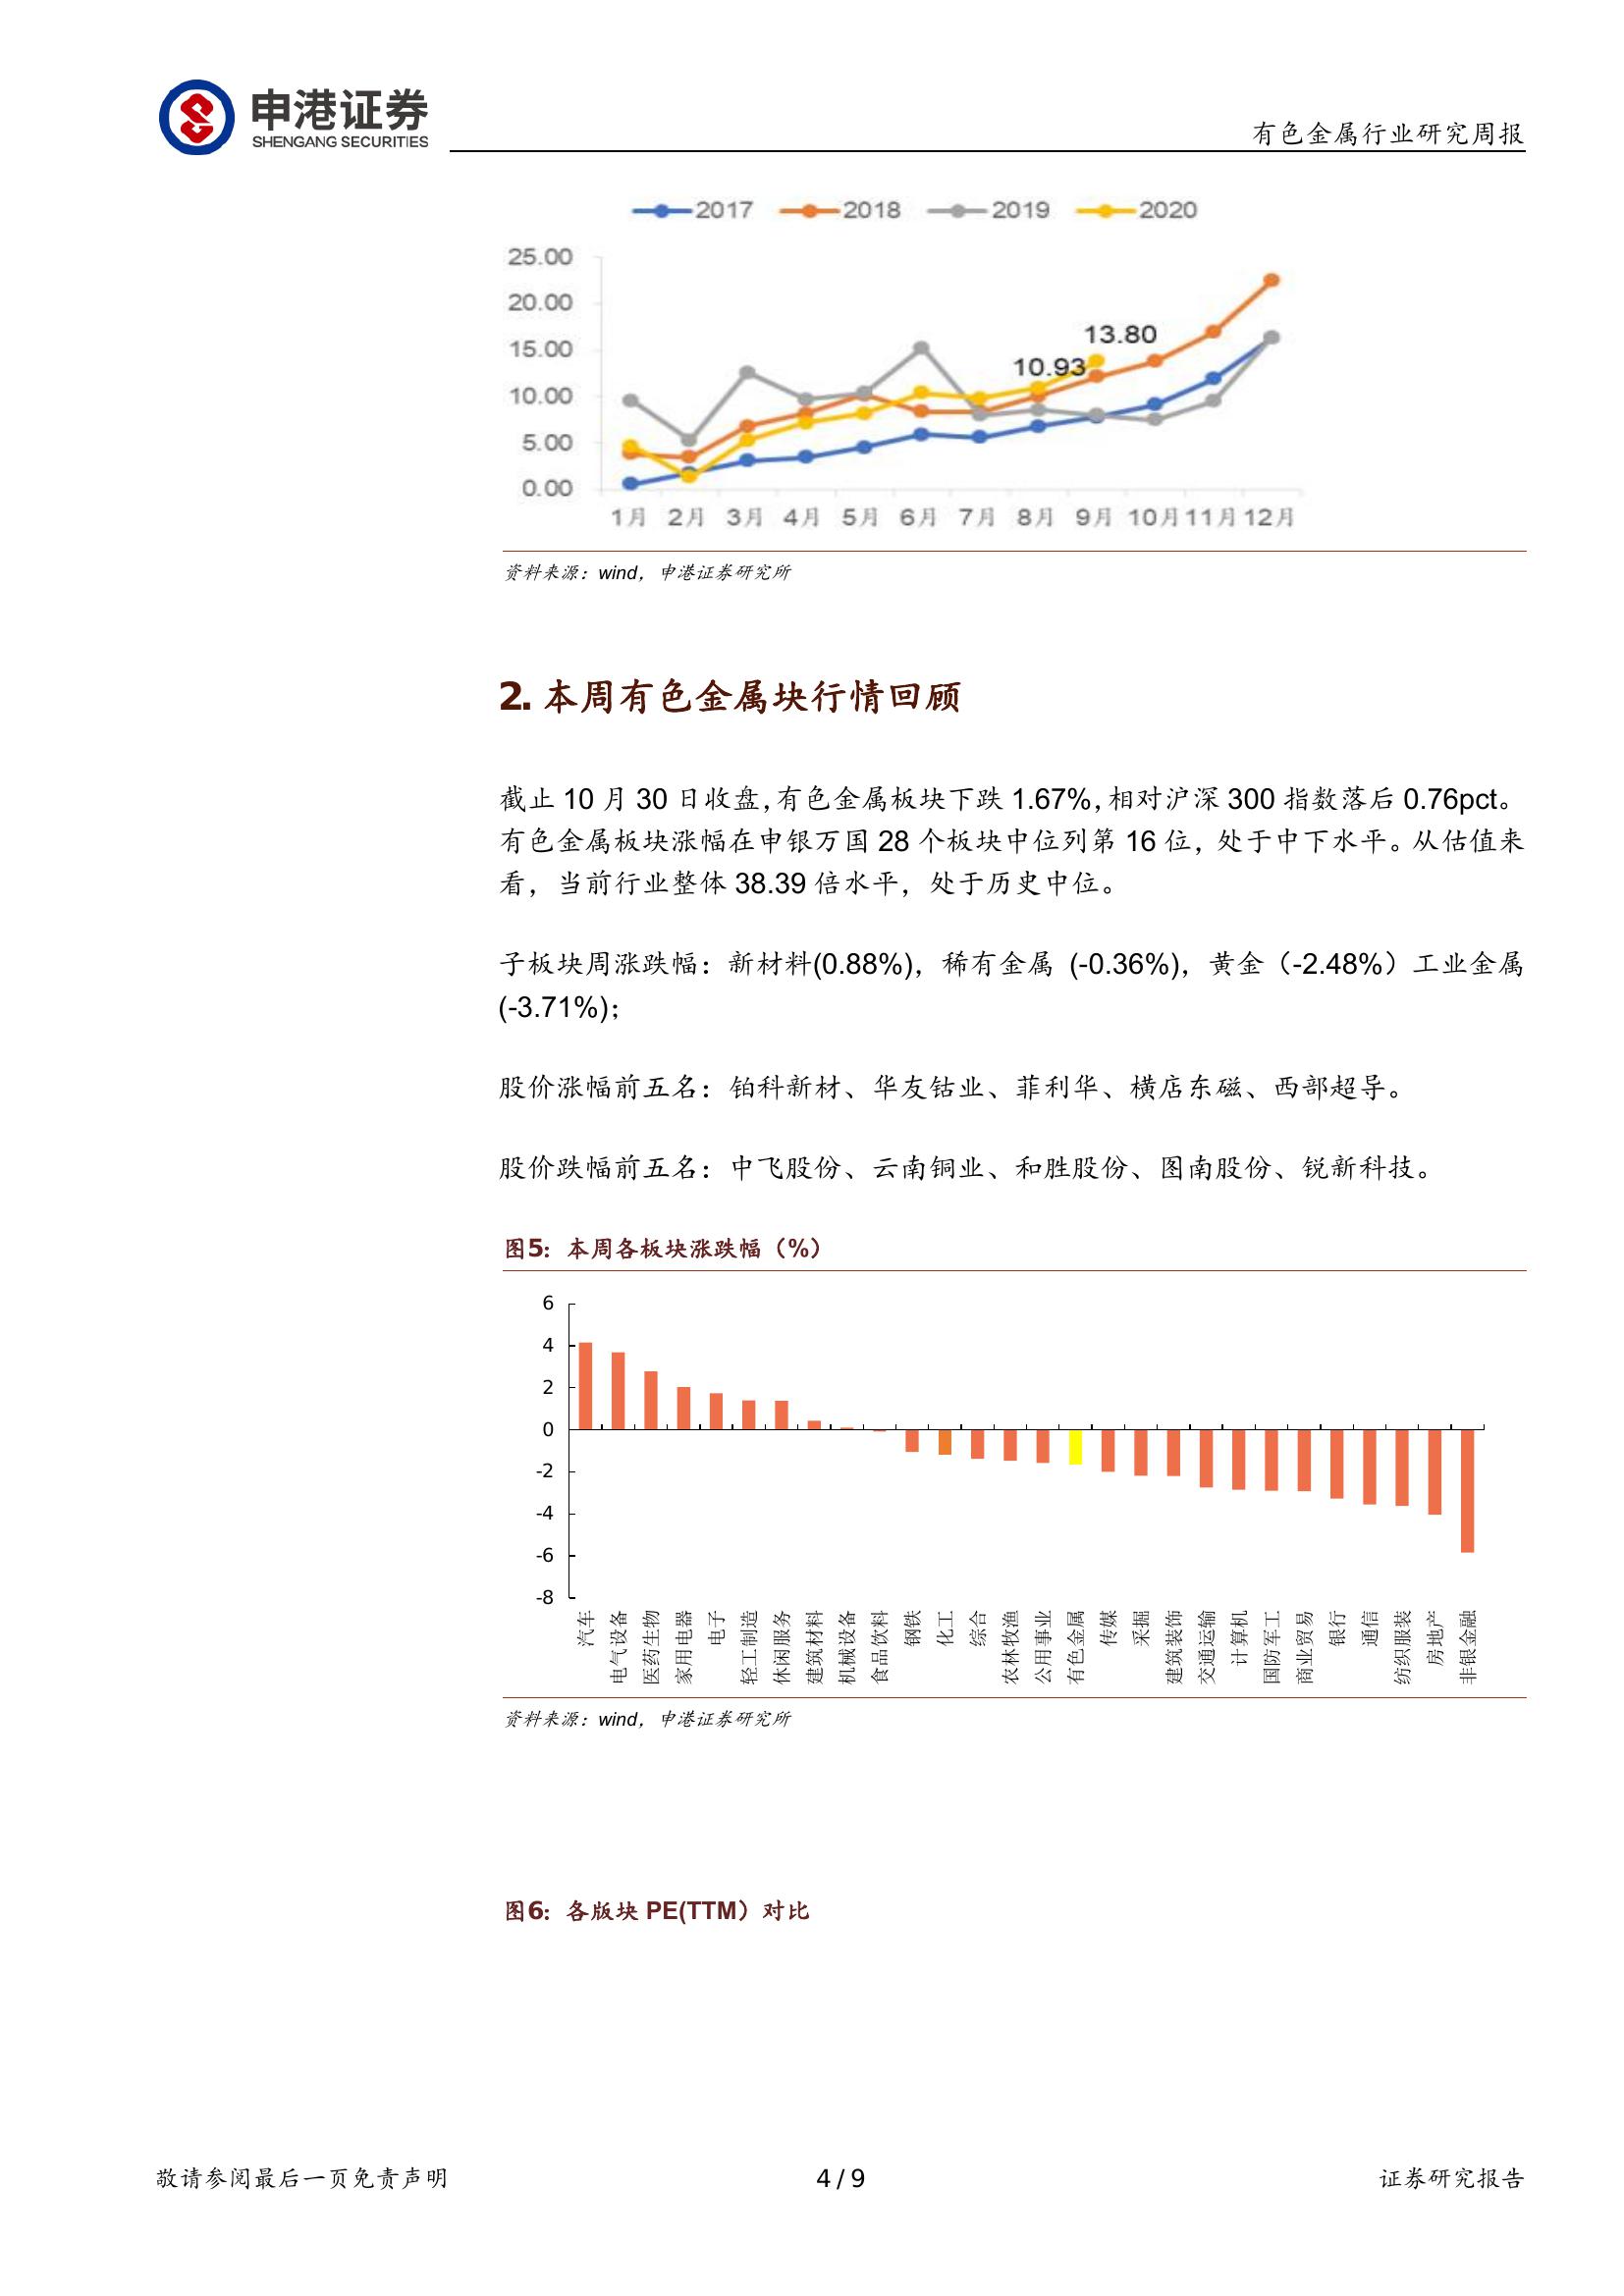 申港证券
SHENGANG SECURITIES
有色金属行业研究周报
2017 2018 2019 2020
25.00
20.00
15.00
10.00
5.00
0.00
13.80
10.93
1月 2月 3月 4月 5月 6月 7月 8月 9月 10月 11月 12月
资料来源：wind，申港证券研究所
2. 本周有色金属块行情回顾
截止 10 月 30 日收盘，有色金属板块下跌 1.67%，相对沪深 300 指数落后 0.76pct。
有色金属板块涨幅在申银万国 28 个板块中位列第 16 位，处于中下水平。从估值来
看，当前行业整体 38.39 倍水平，处于历史中位。
子板块周涨跌幅：新材料(0.88%)，稀有金属 (-0.36%)，黄金（-2.48%）工业金属
(-3.71%)；
股价涨幅前五名：铂科新材、华友钴业、菲利华、横店东磁、西部超导。
股价跌幅前五名：中飞股份、云南铜业、和胜股份、图南股份、锐新科技。
图5：本周各板块涨跌幅（%）
6
4
2
0
-2
-4
-6
-8
汽车
电气设备
医药生物
家用电器
电子
轻工制造
休闲服务
建筑材料
机械设备
食品饮料
钢铁
化工
综合
农林牧渔
公用事业
有色金属
传媒
采掘
建筑装饰
交通运输
计算机
国防军工
商业贸易
银行
通信
纺织服装
房地产
非银金融
资料来源：wind，申港证券研究所
图6：各版块 PE(TTM）对比
敬请参阅最后一页免责声明
4 / 9
证券研究报告